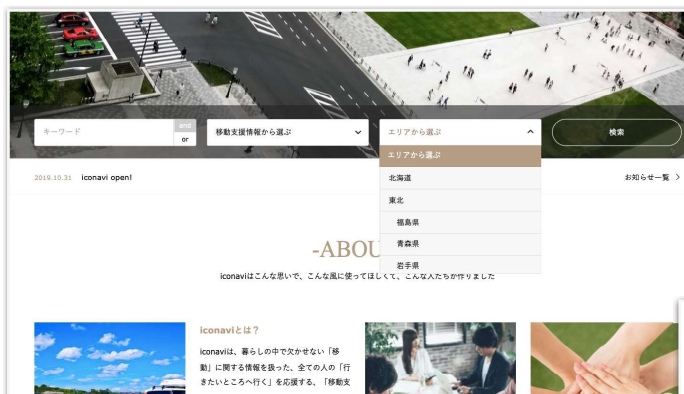 キーワード
and
or
移動支援情報から選ぶ
エリアから選ぶ
検索
エリアから選ぶ
北海道
東北
福島県
青森県
岩手県
2019.10.31 iconavi open!
お知らせ一覧 >
-ABOU
iconaviはこんな思いで、こんな風に使ってほしくて、こんな人たちが作りました
iconaviとは？
iconaviは、暮らしの中で欠かせない「移
動」に関する情報を扱った、全ての人の「行
きたいところへ行く」を応援する、「移動支